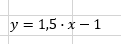 y = 1,5 · x − 1